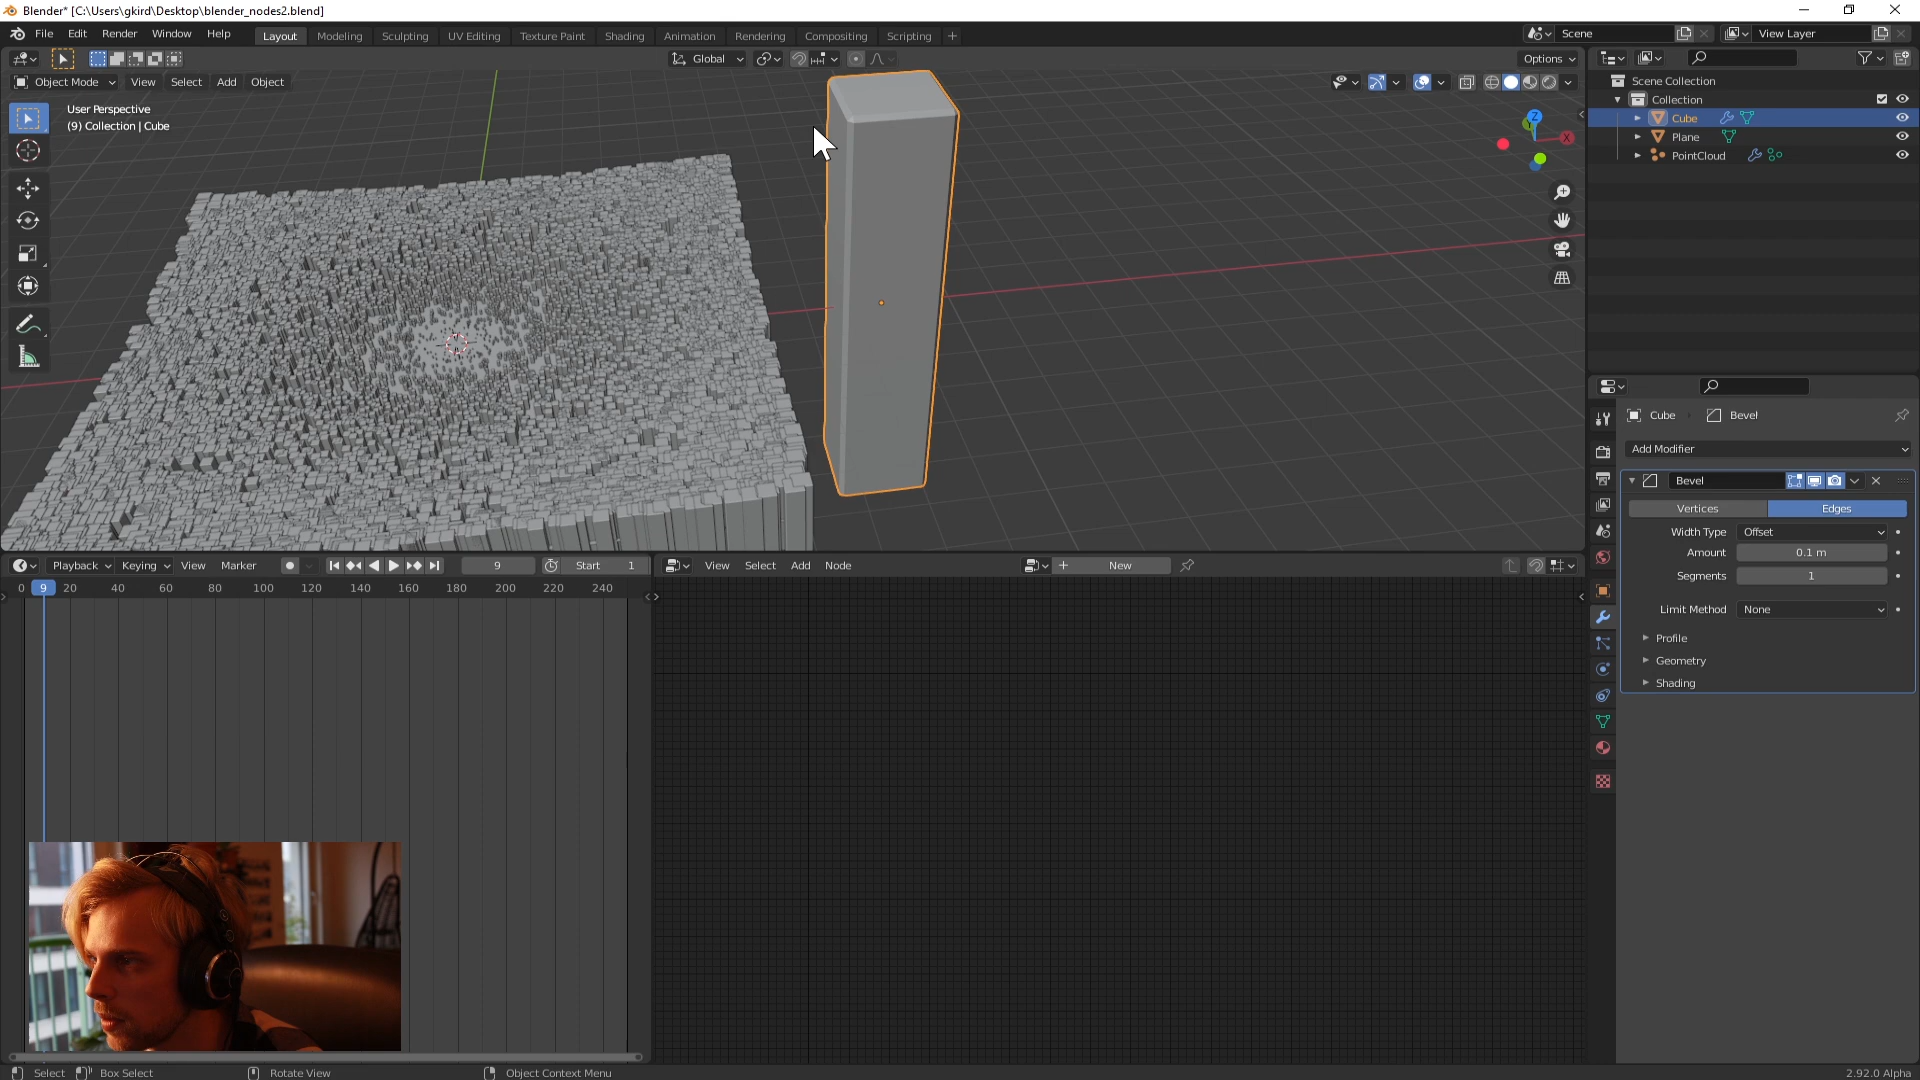 Blender* [C:\Users\gkird\Desktop\blender_nodes2.blend]
File Edit Render Window Help Layout Modeling Sculpting UV Editing Texture Paint Shading Animation Rendering Compositing Scripting + Scene View Layer
Global Options
Object Mode View Select Add Object
User Perspective
(9) Collection | Cube
Z
Y
X
Scene Collection
Collection
Cube
Plane
PointCloud
Cube Bevel
Add Modifier
Bevel
Vertices Edges
Width Type Offset
Amount 0.1 m
Segments 1
Limit Method None
Profile
Geometry
Shading
Playback Keying View Marker 9 Start 1
View Select Add Node + New
0 9 20 40 60 80 100 120 140 160 180 200 220 240
Select Box Select Rotate View Object Context Menu 2.92.0 Alpha